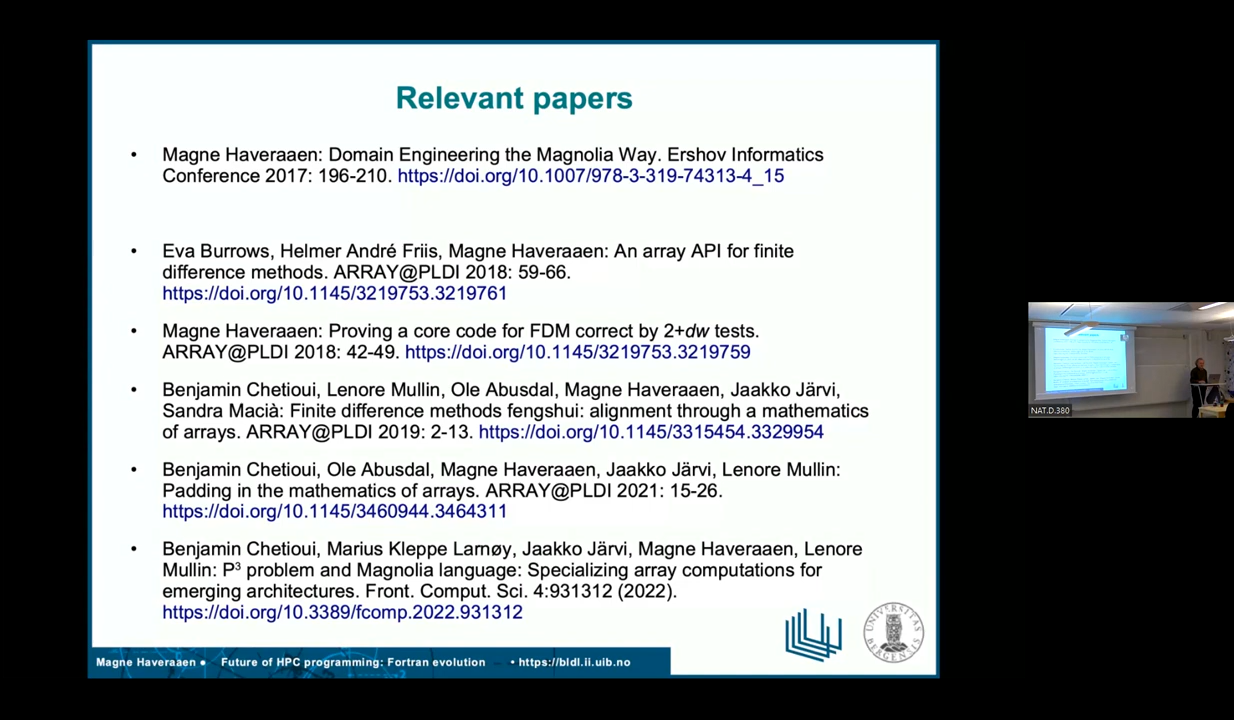 Relevant papers
• Magne Haveraaen: Domain Engineering the Magnolia Way. Ershov Informatics
Conference 2017: 196-210. https://doi.org/10.1007/978-3-319-74313-4_15
• Eva Burrows, Helmer André Friis, Magne Haveraaen: An array API for finite
difference methods. ARRAY@PLDI 2018: 59-66.
https://doi.org/10.1145/3219753.3219761
• Magne Haveraaen: Proving a core code for FDM correct by 2+dw tests.
ARRAY@PLDI 2018: 42-49. https://doi.org/10.1145/3219753.3219759
• Benjamin Chetioui, Lenore Mullin, Ole Abusdal, Magne Haveraaen, Jaakko Järvi,
Sandra Macià: Finite difference methods fengshui: alignment through a mathematics
of arrays. ARRAY@PLDI 2019: 2-13. https://doi.org/10.1145/3315454.3329954
• Benjamin Chetioui, Ole Abusdal, Magne Haveraaen, Jaakko Järvi, Lenore Mullin:
Padding in the mathematics of arrays. ARRAY@PLDI 2021: 15-26.
https://doi.org/10.1145/3460944.3464311
• Benjamin Chetioui, Marius Kleppe Larnøy, Jaakko Järvi, Magne Haveraaen, Lenore
Mullin: P³ problem and Magnolia language: Specializing array computations for
emerging architectures. Front. Comput. Sci. 4:931312 (2022).
https://doi.org/10.3389/fcomp.2022.931312
UNIVERSITAS BERGENSIS
Magne Haveraaen • Future of HPC programming: Fortran evolution • https://bldl.ii.uib.no
NAT.D.380